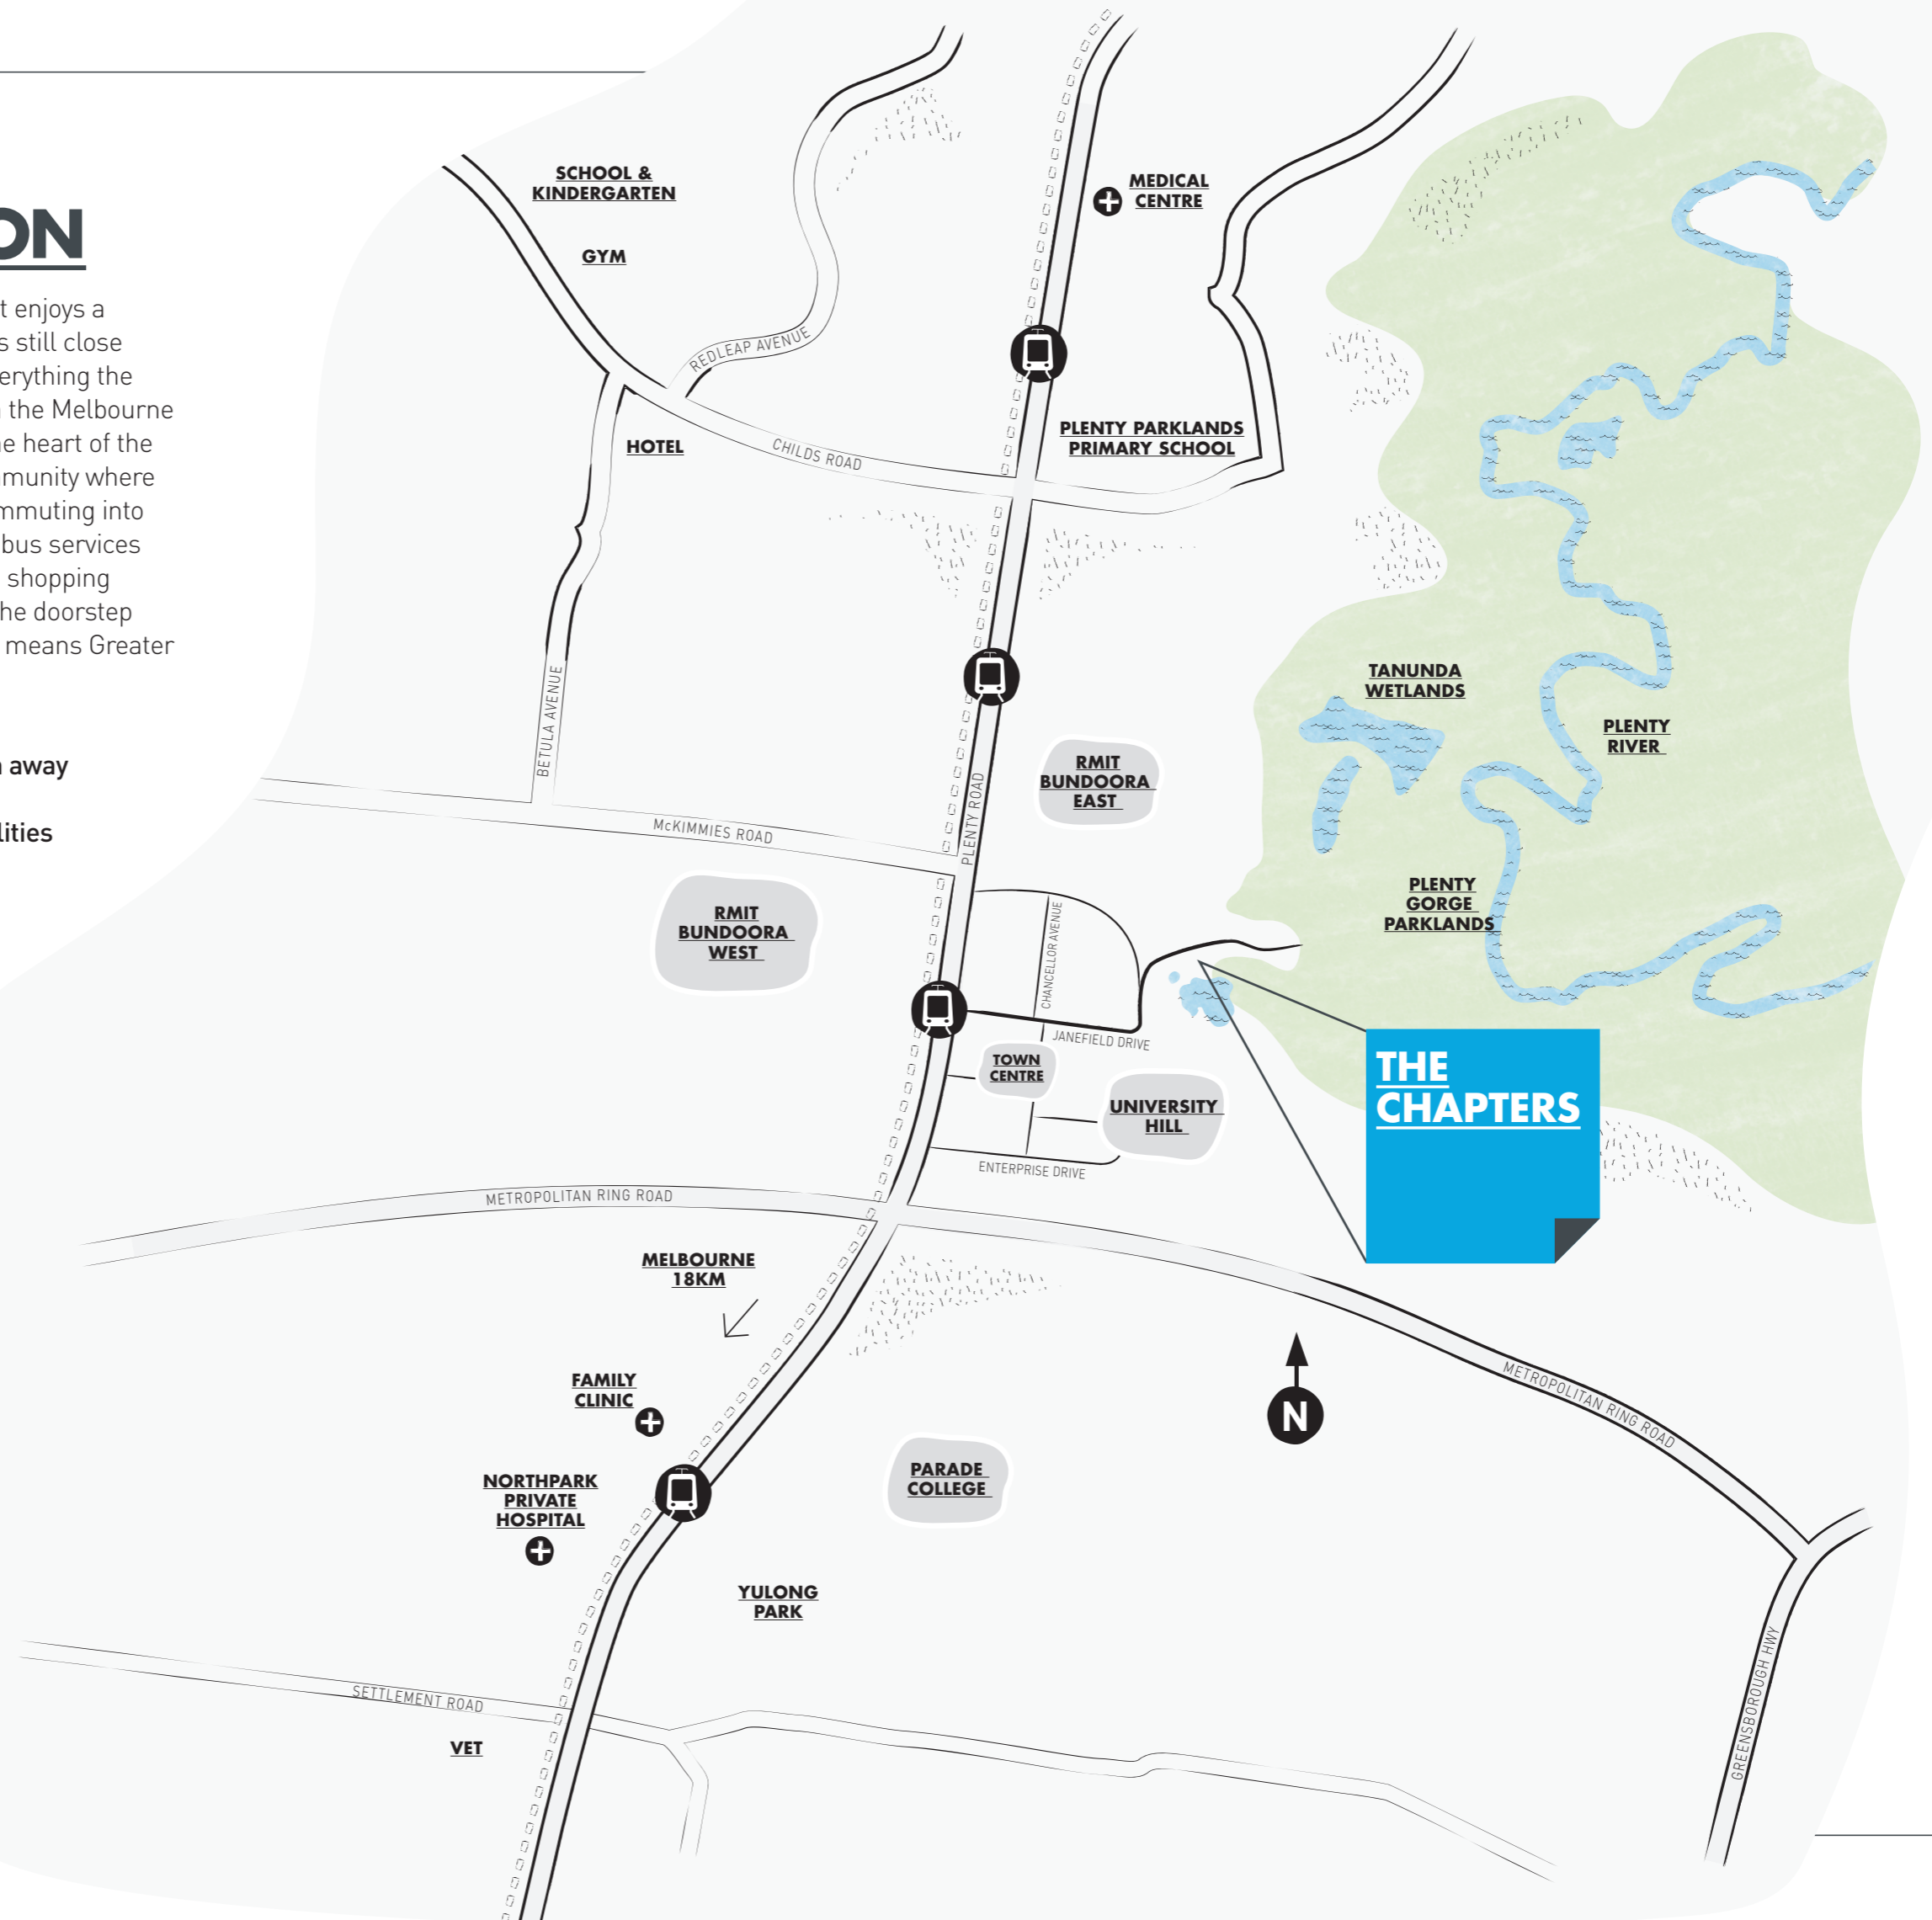 ON
t enjoys a
s still close
erything the
n the Melbourne
ne heart of the
mmunity where
mmuting into
bus services
shopping
he doorstep
means Greater
away
lities
SCHOOL &
KINDERGARTEN
GYM
MEDICAL
CENTRE
REDLEAP AVENUE
HOTEL
CHILDS ROAD
PLENTY PARKLANDS
PRIMARY SCHOOL
BETULA AVENUE
TANUNDA
WETLANDS
PLENTY
RIVER
RMIT
BUNDOORA
EAST
PLENTY ROAD
McKIMMIES ROAD
RMIT
BUNDOORA
WEST
CHANCELLOR AVENUE
PLENTY
GORGE
PARKLANDS
JANEFIELD DRIVE
TOWN
CENTRE
UNIVERSITY
HILL
THE
CHAPTERS
ENTERPRISE DRIVE
METROPOLITAN RING ROAD
MELBOURNE
18KM
FAMILY
CLINIC
N
METROPOLITAN RING ROAD
NORTHPARK
PRIVATE
HOSPITAL
PARADE
COLLEGE
YULONG
PARK
SETTLEMENT ROAD
VET
GREENSBOROUGH HWY